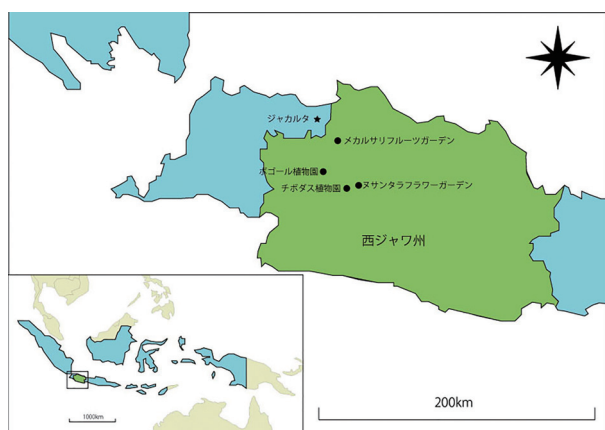 ジャカルタ
メカルサリフルーツガーデン
ボゴール植物園
チボダス植物園
ヌサンタラフラワーガーデン
西ジャワ州
1000km
200km